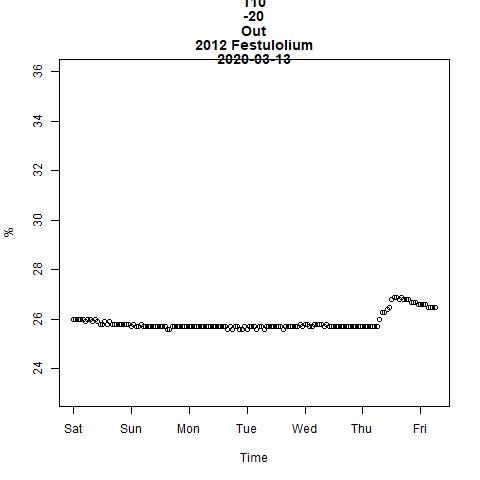 110
-20
Out
2012 Festulolium
2020-03-13
36
34
32
30
28
26
24
%
Sat Sun Mon Tue Wed Thu Fri
Time